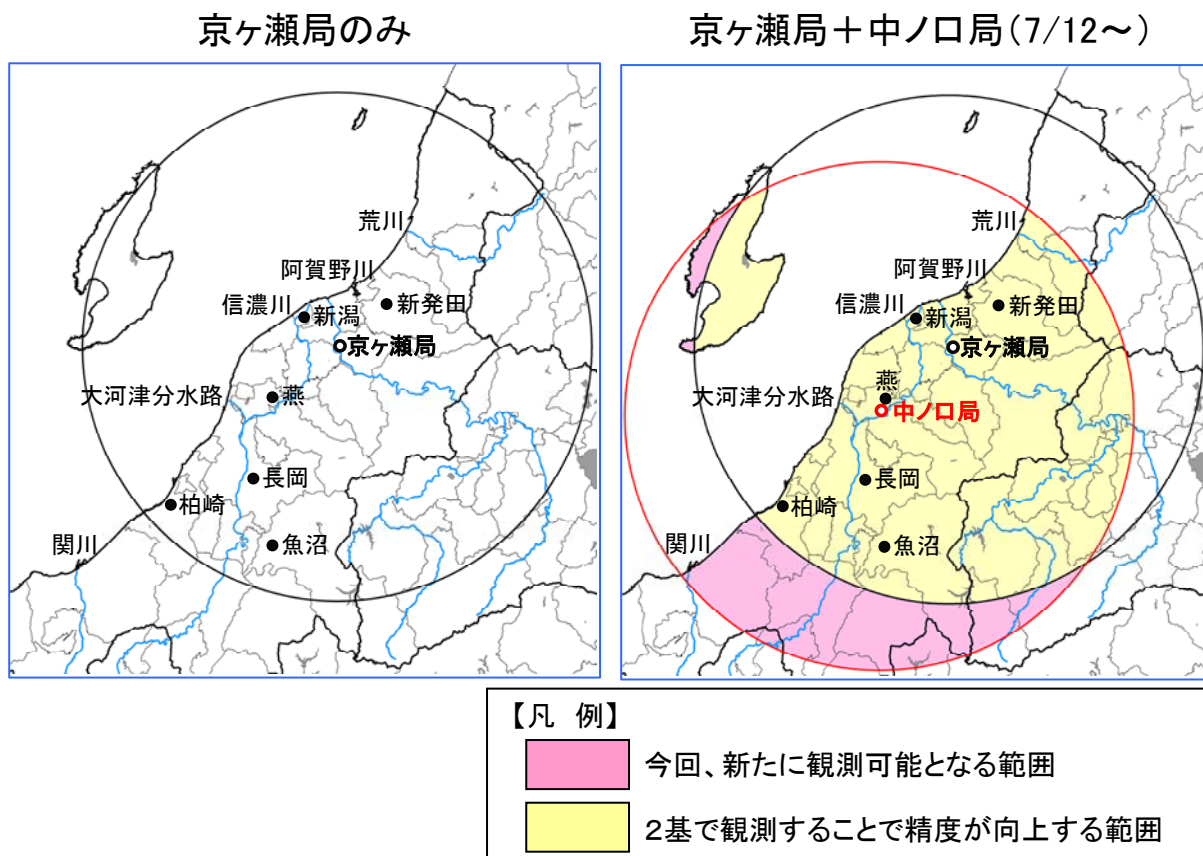 京ヶ瀬局のみ
京ヶ瀬局＋中ノ口局（7/12～）
荒川
阿賀野川
信濃川
新潟
新発田
京ヶ瀬局
大河津分水路
燕
長岡
柏崎
関川
魚沼
荒川
阿賀野川
信濃川
新潟
新発田
京ヶ瀬局
燕
大河津分水路
中ノ口局
長岡
柏崎
関川
魚沼
【凡 例】
今回、新たに観測可能となる範囲
２基で観測することで精度が向上する範囲